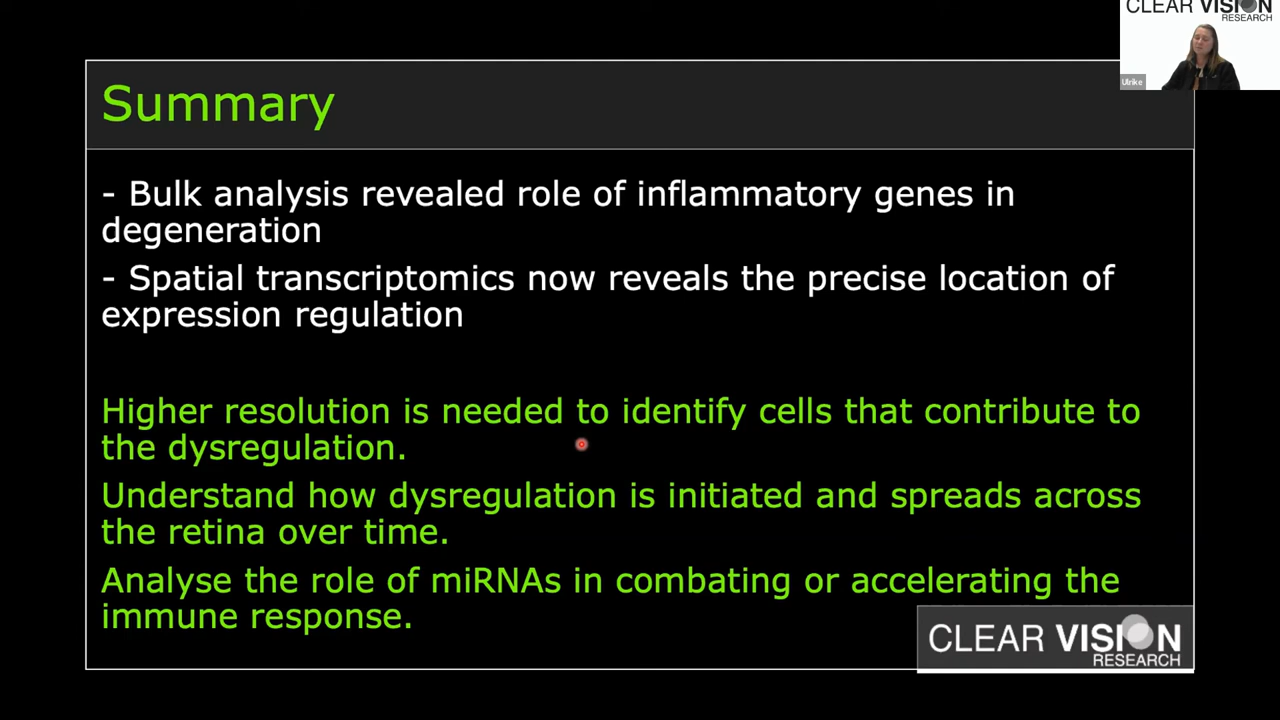 CLEAR VISION
RESEARCH
Ulrike
Summary
- Bulk analysis revealed role of inflammatory genes in
degeneration
- Spatial transcriptomics now reveals the precise location of
expression regulation
Higher resolution is needed to identify cells that contribute to
the dysregulation.
Understand how dysregulation is initiated and spreads across
the retina over time.
Analyse the role of miRNAs in combating or accelerating the
immune response.
CLEAR VISION
RESEARCH